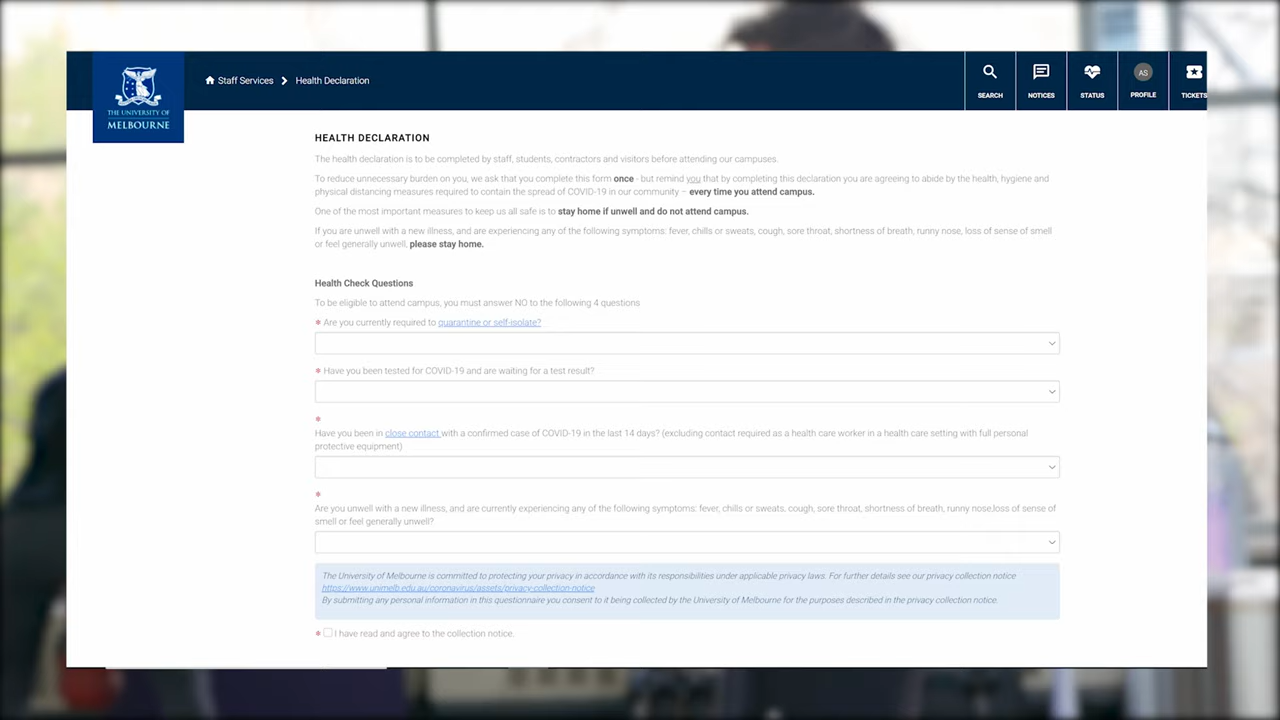 THE UNIVERSITY OF
MELBOURNE
Staff Services > Health Declaration
SEARCH
NOTICES
STATUS
AS
PROFILE
TICKETS
HEALTH DECLARATION
The health declaration is to be completed by staff, students, contractors and visitors before attending our campuses.
To reduce unnecessary burden on you, we ask that you complete this form once - but remind you that by completing this declaration you are agreeing to abide by the health, hygiene and
physical distancing measures required to contain the spread of COVID-19 in our community – every time you attend campus.
One of the most important measures to keep us all safe is to stay home if unwell and do not attend campus.
If you are unwell with a new illness, and are experiencing any of the following symptoms: fever, chills or sweats, cough, sore throat, shortness of breath, runny nose, loss of sense of smell
or feel generally unwell, please stay home.
Health Check Questions
To be eligible to attend campus, you must answer NO to the following 4 questions
* Are you currently required to quarantine or self-isolate?
* Have you been tested for COVID-19 and are waiting for a test result?
*
Have you been in close contact with a confirmed case of COVID-19 in the last 14 days? (excluding contact required as a health care worker in a health care setting with full personal
protective equipment)
*
Are you unwell with a new illness, and are currently experiencing any of the following symptoms: fever, chills or sweats, cough, sore throat, shortness of breath, runny nose,loss of sense of
smell or feel generally unwell?
The University of Melbourne is committed to protecting your privacy in accordance with its responsibilities under applicable privacy laws. For further details see our privacy collection notice
https://www.unimelb.edu.au/coronavirus/assets/privacy-collection-notice
By submitting any personal information in this questionnaire you consent to it being collected by the University of Melbourne for the purposes described in the privacy collection notice.
* I have read and agree to the collection notice.